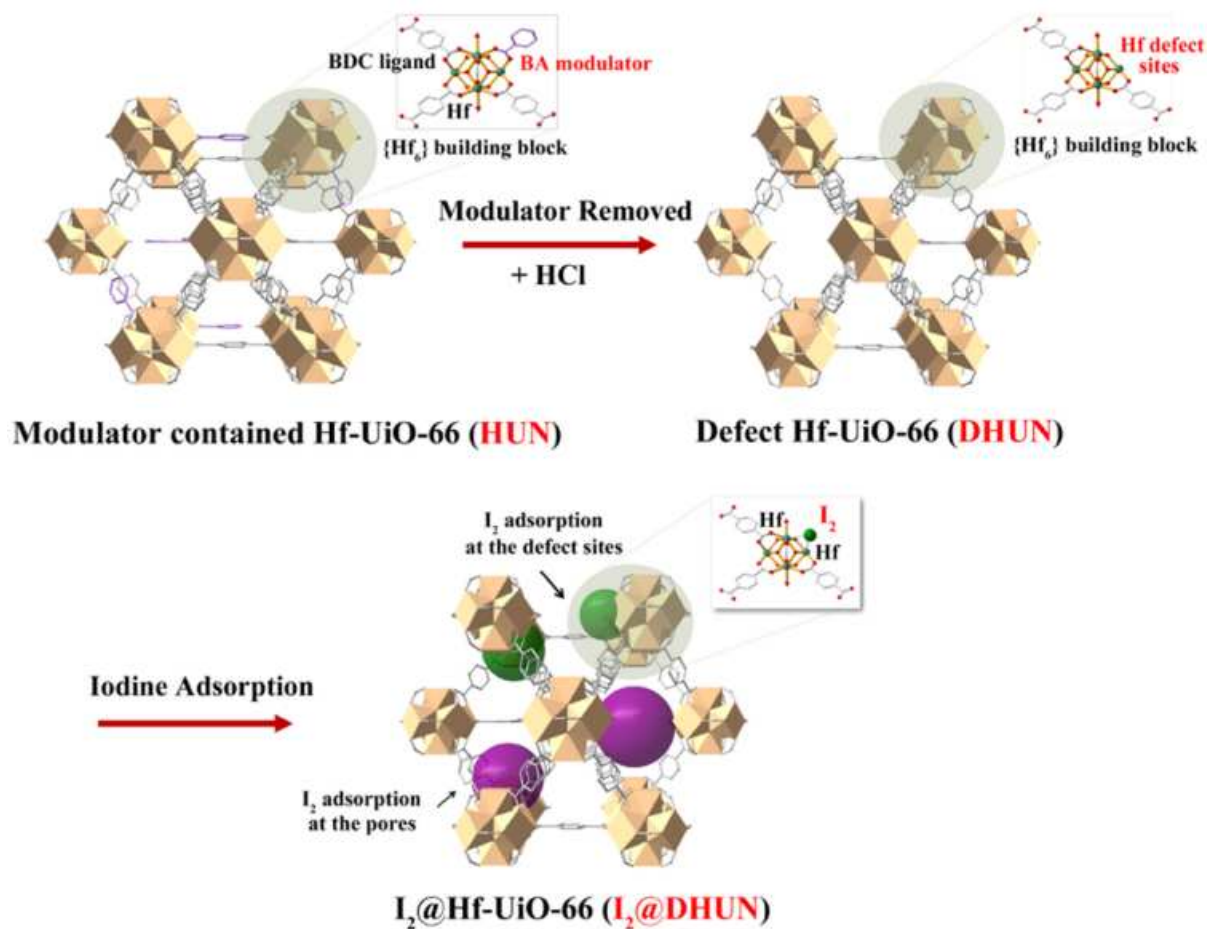 BDC ligand
BA modulator
Hf
{Hf₆} building block
Hf defect
sites
{Hf₆} building block
Modulator Removed
+ HCl
Modulator contained Hf-UiO-66 (HUN)
Defect Hf-UiO-66 (DHUN)
I₂ adsorption
at the defect sites
Hf
I₂
Hf
Iodine Adsorption
I₂ adsorption
at the pores
I₂@Hf-UiO-66 (I₂@DHUN)